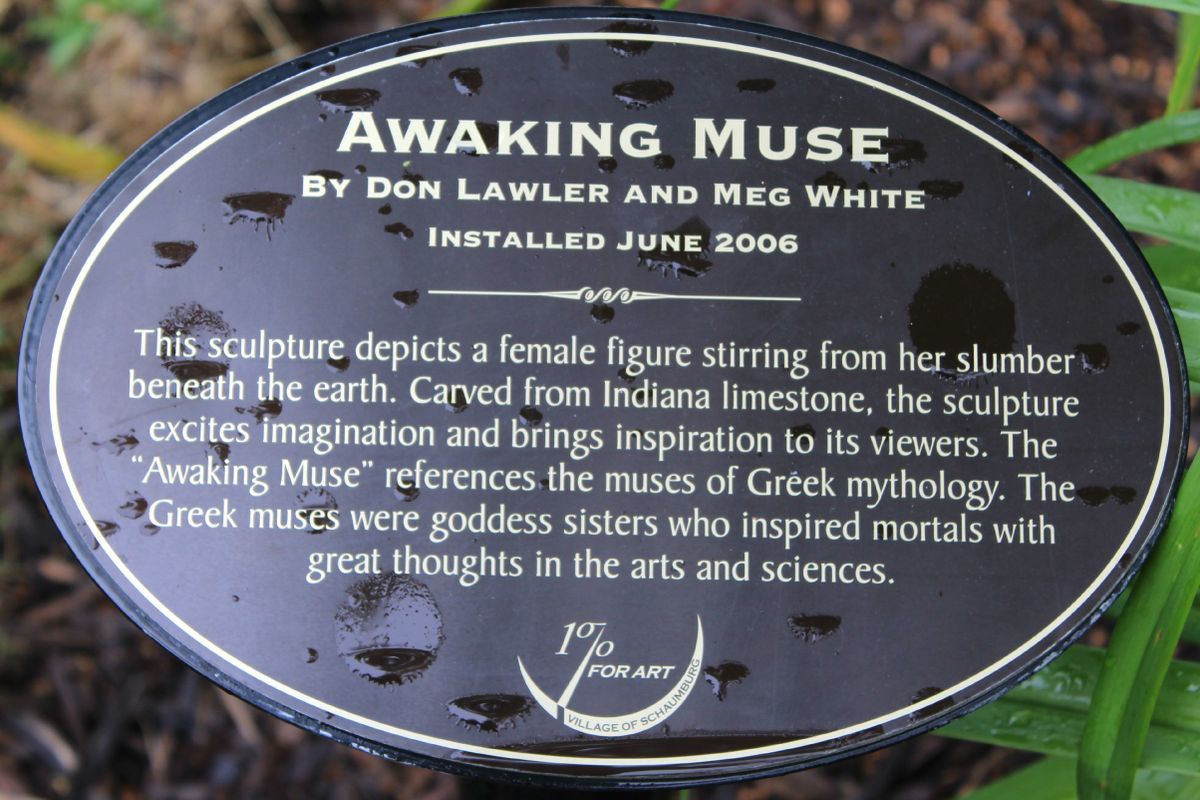 AWAKING MUSE
BY DON LAWLER AND MEG WHITE
INSTALLED JUNE 2006
This sculpture depicts a female figure stirring from her slumber
beneath the earth. Carved from Indiana limestone, the sculpture
excites imagination and brings inspiration to its viewers. The
“Awaking Muse” references the muses of Greek mythology. The
Greek muses were goddess sisters who inspired mortals with
great thoughts in the arts and sciences.
1%
FOR ART
VILLAGE OF SCHAUMBURG